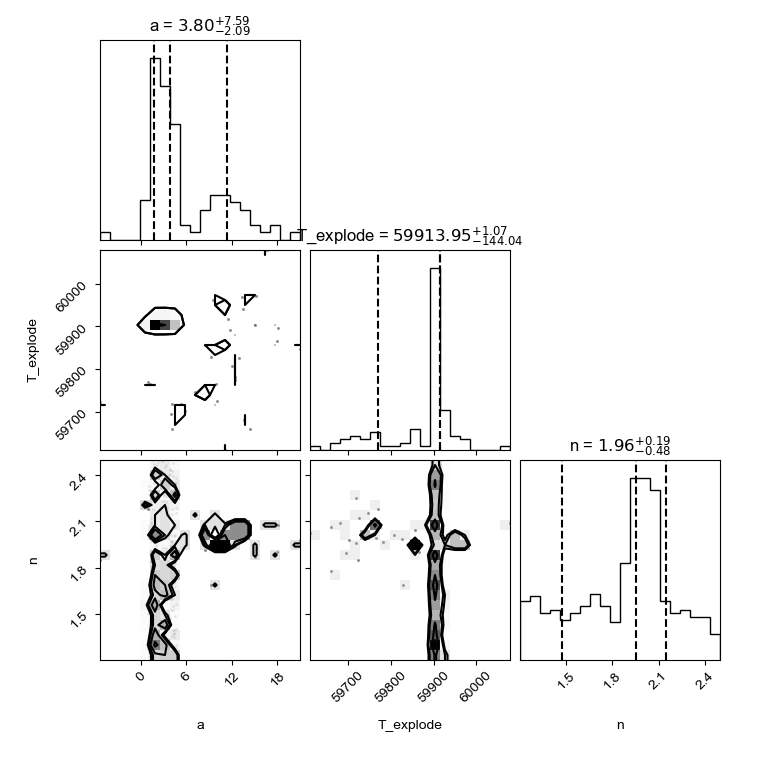 a = 3.80+7.59−2.09
T_explode = 59913.95+1.07−144.04
n = 1.96+0.19−0.48
T_explode
60000
59900
59800
59700
n
2.4
2.1
1.8
1.5
0 6 12 18
59700 59800 59900 60000
1.5 1.8 2.1 2.4
a T_explode n